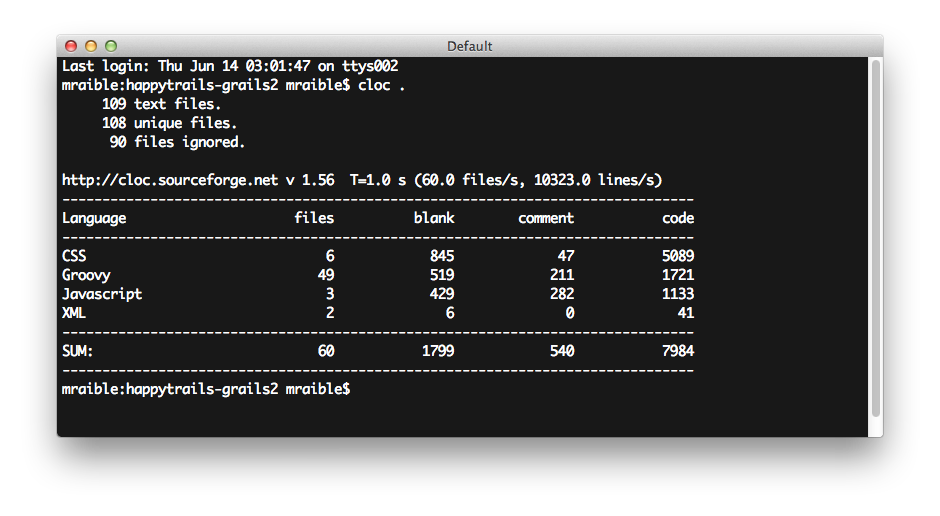 Default
Last login: Thu Jun 14 03:01:47 on ttys002
mraible:happytrails-grails2 mraible$ cloc .
     109 text files.
     108 unique files.
      90 files ignored.

http://cloc.sourceforge.net v 1.56  T=1.0 s (60.0 files/s, 10323.0 lines/s)
-------------------------------------------------------------------------------
Language                     files          blank        comment           code
-------------------------------------------------------------------------------
CSS                              6            845             47           5089
Groovy                          49            519            211           1721
Javascript                       3            429            282           1133
XML                              2              6              0             41
-------------------------------------------------------------------------------
SUM:                            60           1799            540           7984
-------------------------------------------------------------------------------
mraible:happytrails-grails2 mraible$